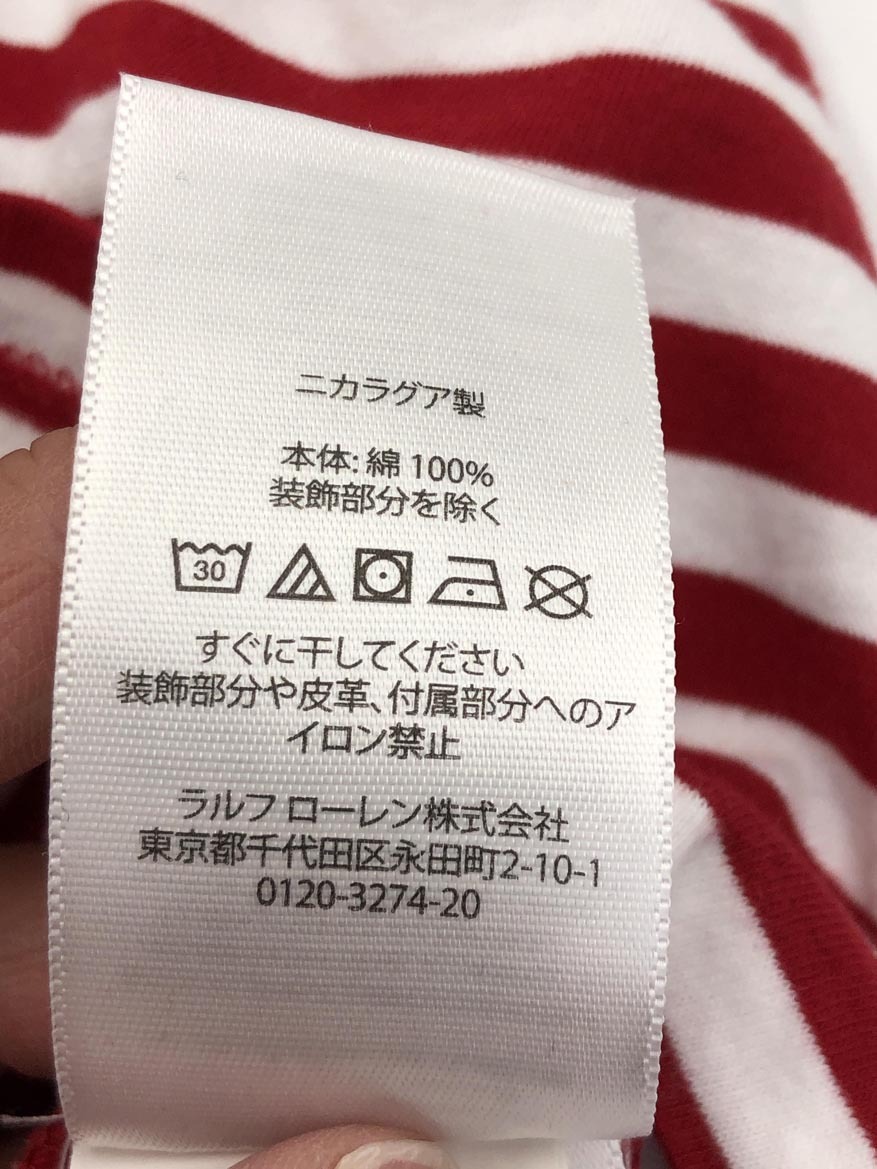 ニカラグア製
本体: 綿 100%
装飾部分を除く
30
すぐに干してください
装飾部分や皮革、付属部分へのア
イロン禁止
ラルフ ローレン株式会社
東京都千代田区永田町2-10-1
0120-3274-20